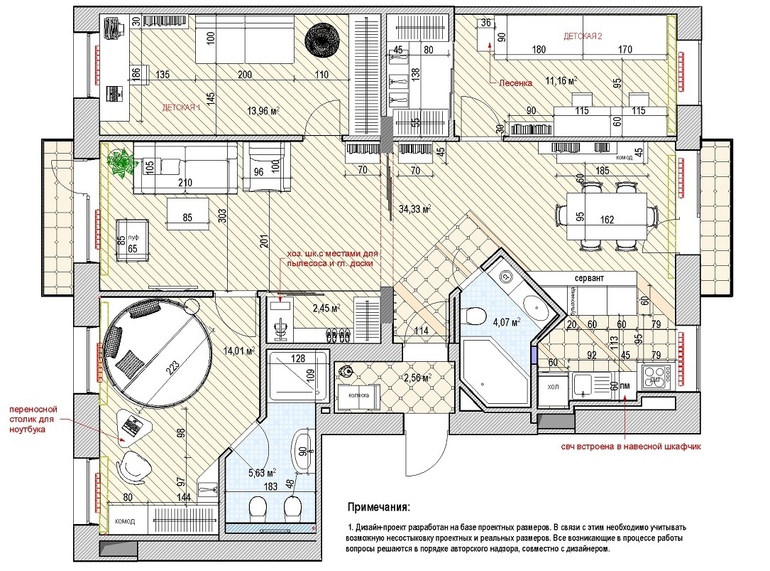 30
100
45
80
36
90
ДЕТСКАЯ 2
180
170
186
135
200
110
138
Лесенка
11,16 м²
95
ДЕТСКАЯ 1
145
13,96 м²
55
90
115
115
30
60
45
комод
45
105
210
96
70
70
60
185
85
303
34,33 м²
95
162
85
пуф
65
201
хоз. шк.с местами для
пылесоса и гл. доски
сервант
2,45 м²
4,07 м²
60
14,01 м²
114
20
60
60
79
113
223
128
109
2,56 м²
92
45
79
60
коляска
хол
60
пм
переносной
столик для
ноутбука
98
90
свч встроена в навесной шкафчик
97
5,63 м²
183
48
80
144
комод
Примечания:
1. Дизайн-проект разработан на базе проектных размеров. В связи с этим необходимо учитывать
возможную несостыковку проектных и реальных размеров. Все возникающие в процессе работы
вопросы решаются в порядке авторского надзора, совместно с дизайнером.